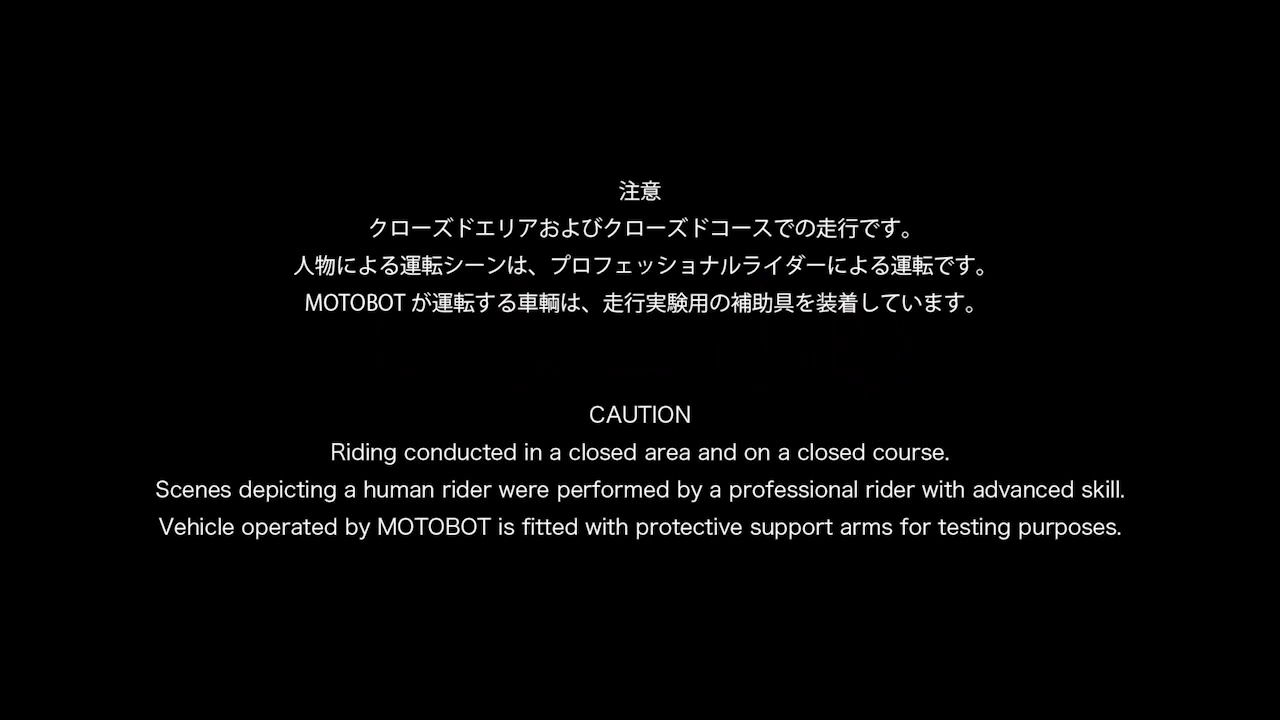 注意
クローズドエリアおよびクローズドコースでの走行です。
人物による運転シーンは、プロフェッショナルライダーによる運転です。
MOTOBOT が運転する車輌は、走行実験用の補助具を装着しています。
CAUTION
Riding conducted in a closed area and on a closed course.
Scenes depicting a human rider were performed by a professional rider with advanced skill.
Vehicle operated by MOTOBOT is fitted with protective support arms for testing purposes.